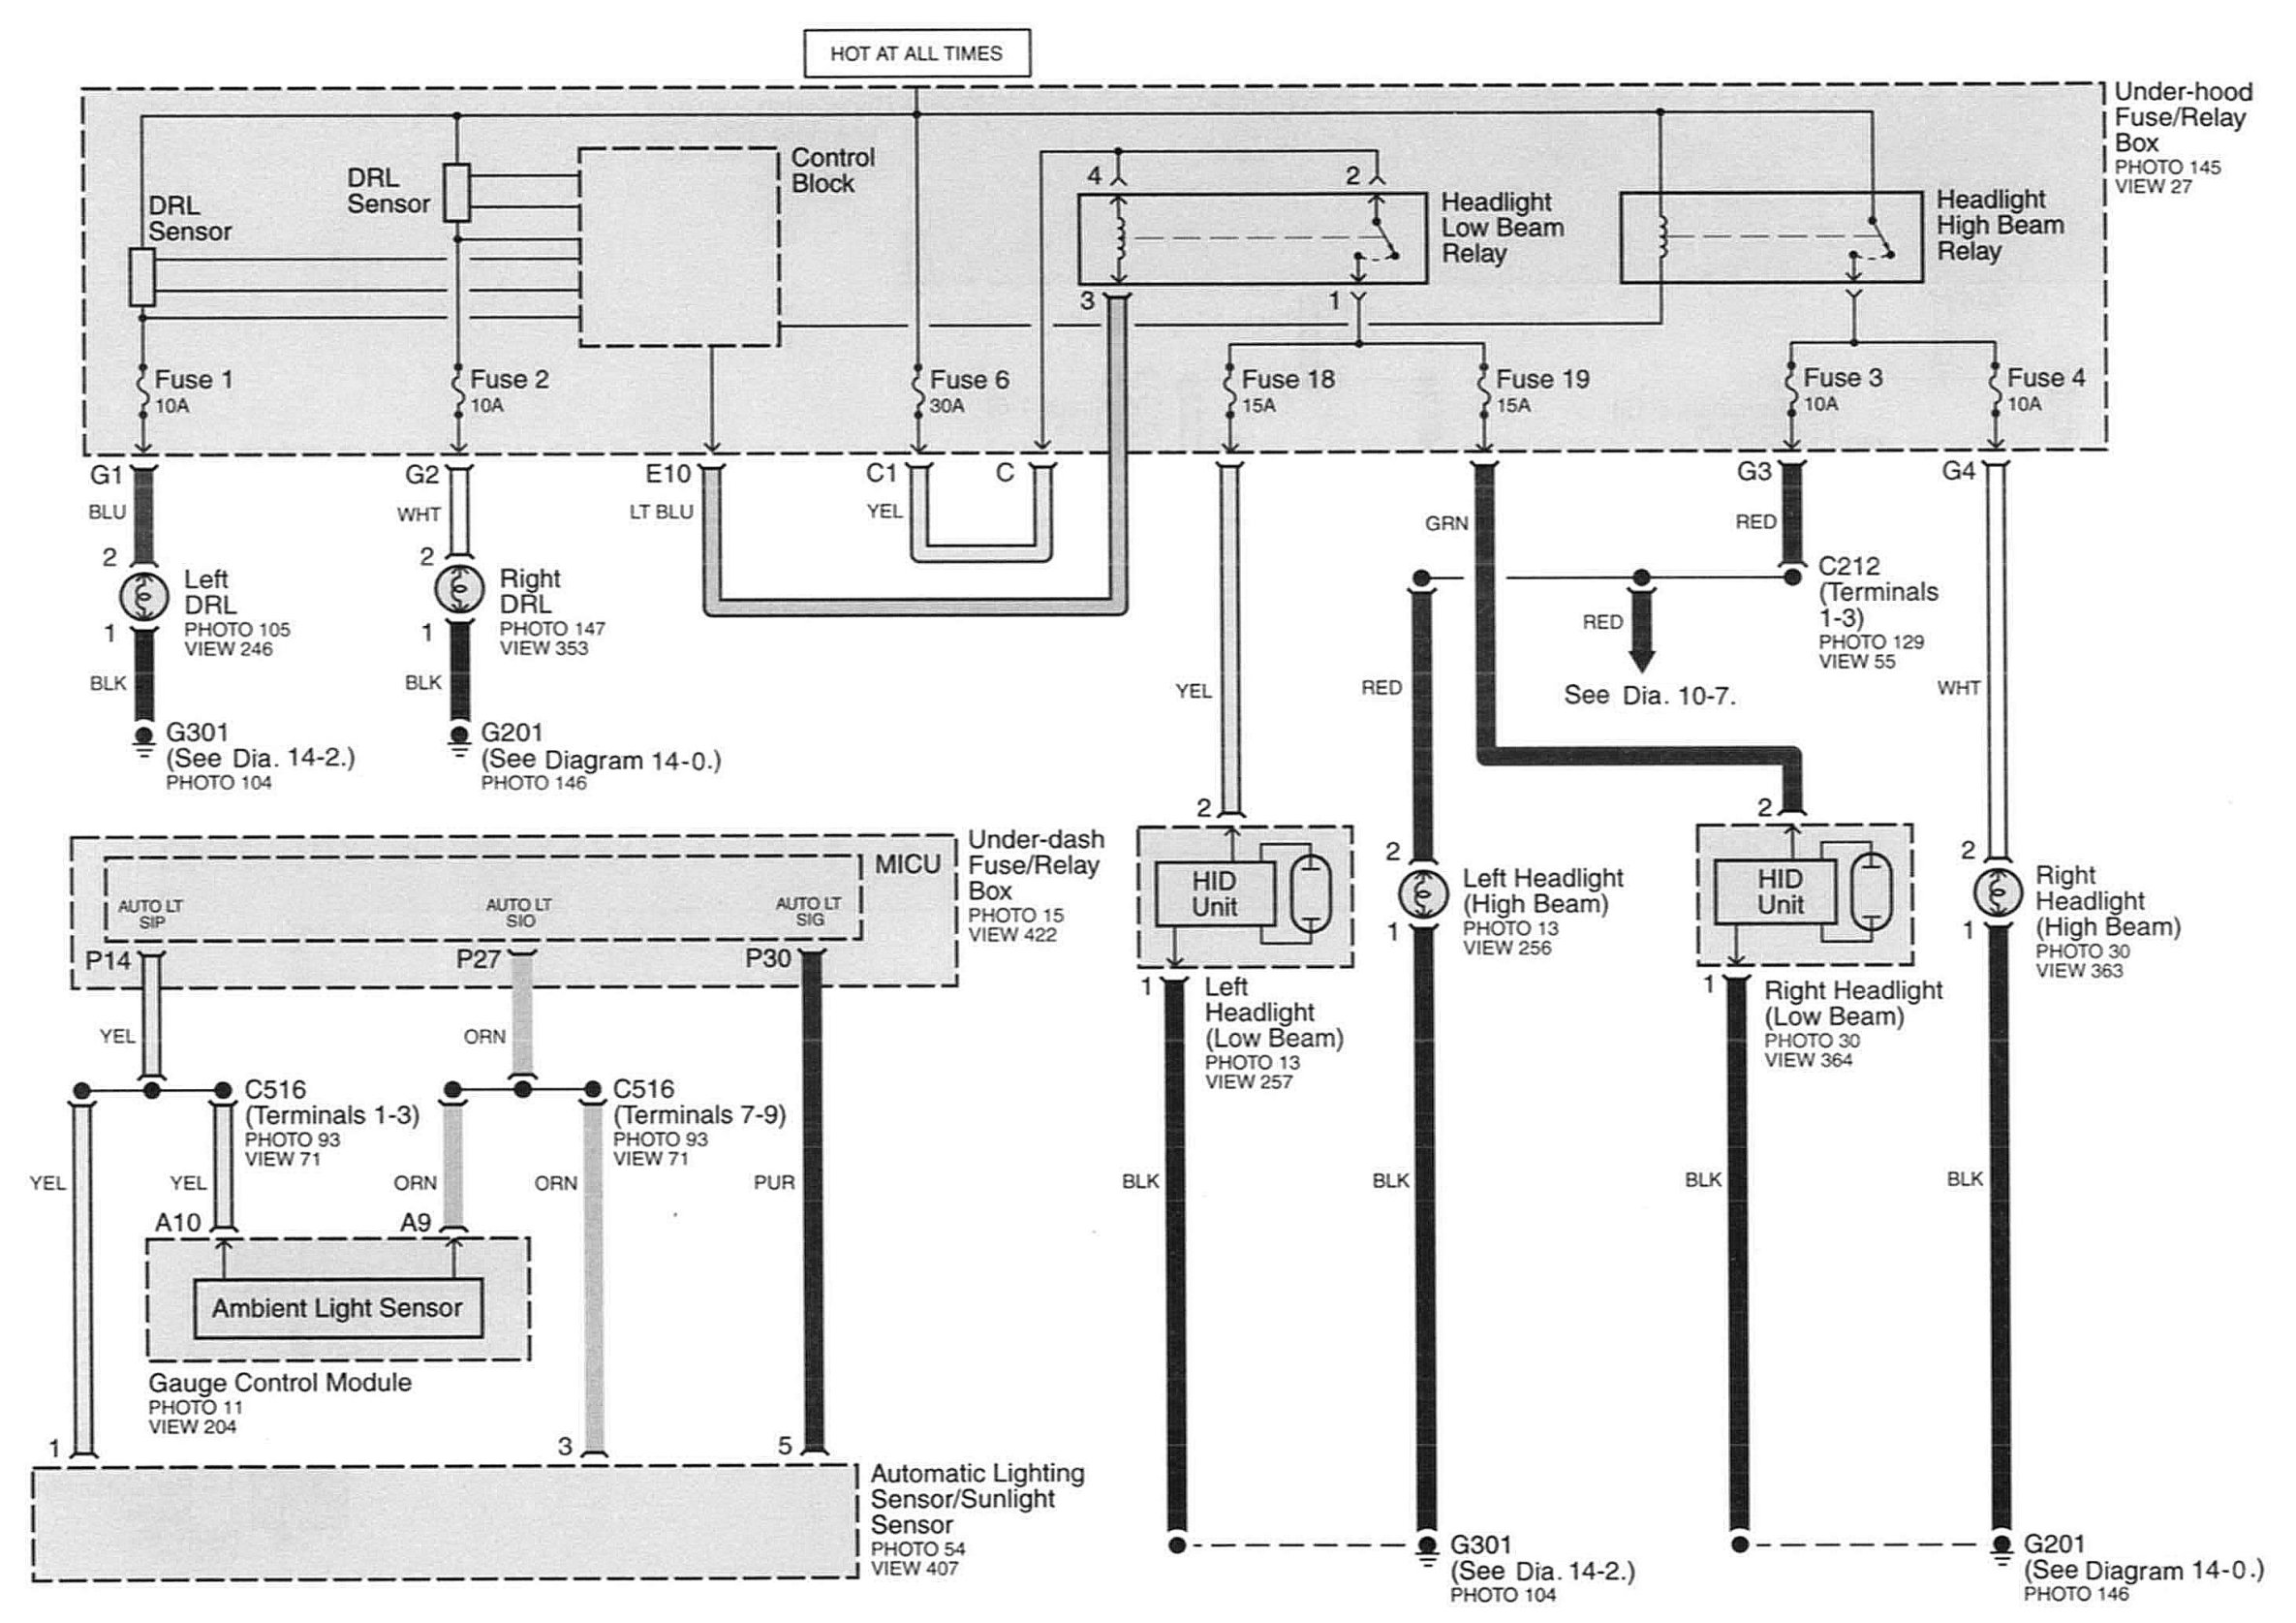 HOT AT ALL TIMES
Under-hood
Fuse/Relay
Box
PHOTO 145
VIEW 27
Control
Block
DRL
Sensor
DRL
Sensor
4
2
Headlight
Low Beam
Relay
Headlight
High Beam
Relay
3
1
Fuse 1
10A
Fuse 2
10A
Fuse 6
30A
Fuse 18
15A
Fuse 19
15A
Fuse 3
10A
Fuse 4
10A
G1
G2
E10
C1
C
G3
G4
BLU
WHT
LT BLU
YEL
GRN
RED
2
Left
DRL
PHOTO 105
VIEW 246
1
BLK
G301
(See Dia. 14-2.)
PHOTO 104
2
Right
DRL
PHOTO 147
VIEW 353
1
BLK
G201
(See Diagram 14-0.)
PHOTO 146
C212
(Terminals
1-3)
PHOTO 129
VIEW 55
RED
See Dia. 10-7.
YEL
RED
WHT
Under-dash
Fuse/Relay
Box
PHOTO 15
VIEW 422
MICU
AUTO LT
SIP
AUTO LT
SIO
AUTO LT
SIG
P14
P27
P30
YEL
ORN
C516
(Terminals 1-3)
PHOTO 93
VIEW 71
C516
(Terminals 7-9)
PHOTO 93
VIEW 71
YEL
YEL
ORN
ORN
PUR
A10
A9
Ambient Light Sensor
Gauge Control Module
PHOTO 11
VIEW 204
1
3
5
Automatic Lighting
Sensor/Sunlight
Sensor
PHOTO 54
VIEW 407
2
HID
Unit
1
Left
Headlight
(Low Beam)
PHOTO 13
VIEW 257
2
Left Headlight
(High Beam)
PHOTO 13
VIEW 256
1
2
HID
Unit
1
Right Headlight
(Low Beam)
PHOTO 30
VIEW 364
2
Right
Headlight
(High Beam)
PHOTO 30
VIEW 363
1
BLK
BLK
BLK
BLK
G301
(See Dia. 14-2.)
PHOTO 104
G201
(See Diagram 14-0.)
PHOTO 146